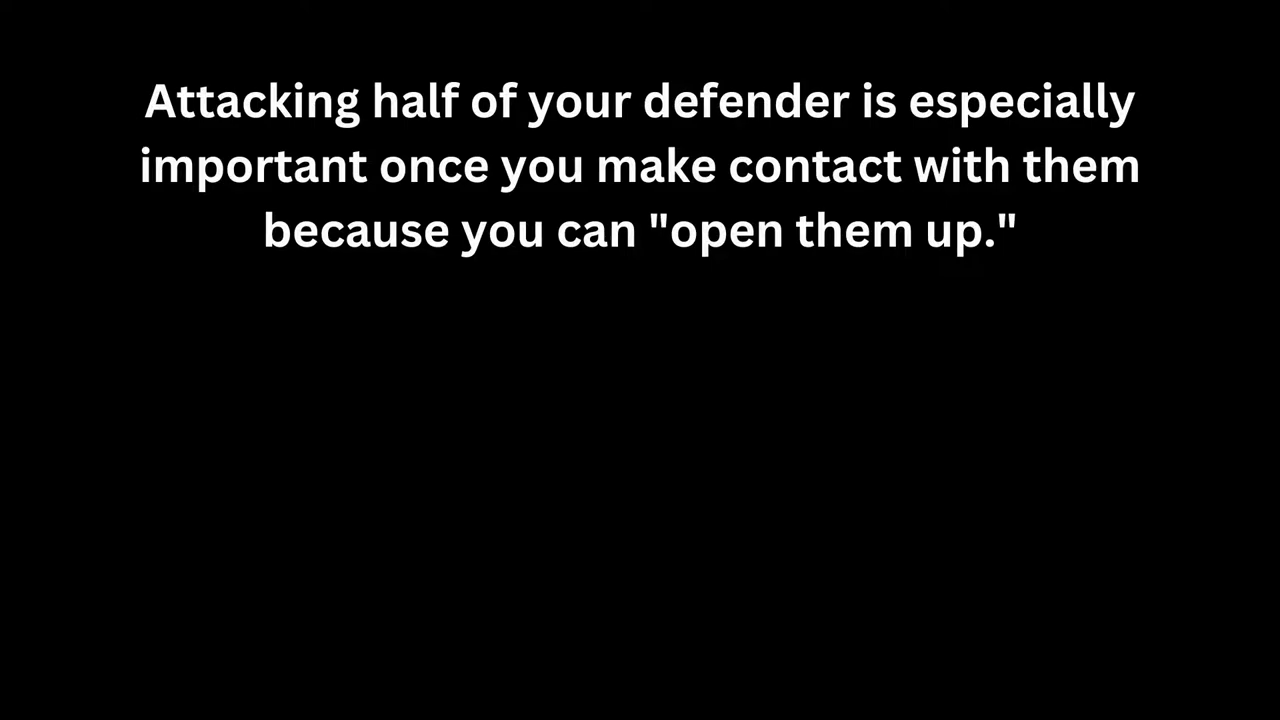 Attacking half of your defender is especially
important once you make contact with them
because you can "open them up."